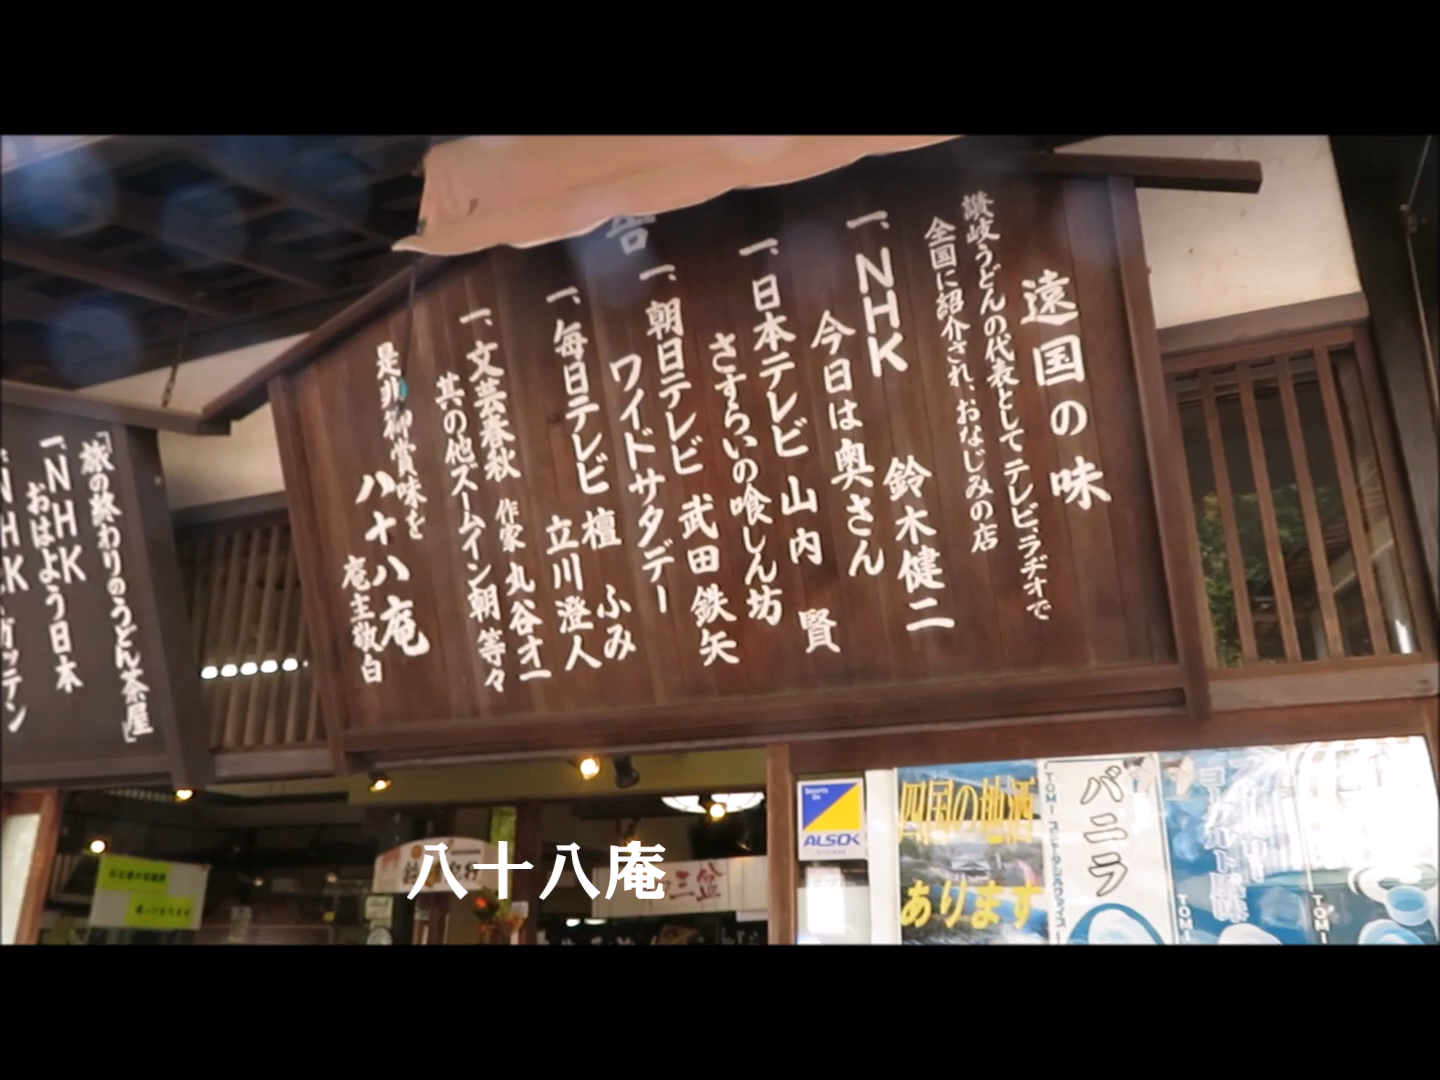 遠国の味
讃岐うどんの代表としてテレビ、ラヂオで
全国に紹介され、おなじみの店
一、NHK 鈴木健二
今日は奥さん
一、日本テレビ 山内 賢
さすらいの喰しん坊
一、朝日テレビ 武田鉄矢
ワイドサタデー
一、毎日テレビ 檀 ふみ
立川澄人
一、文芸春秋 作家 丸谷才一
其の他ズームイン朝 等々
是非御賞味を
八十八庵
庵主敬白
「旅の終わりのうどん茶屋」
一、NHK
おはよう日本
ALSOK
四国の地酒
あります
バニラ
TOMI
TOMI
TOMI
八十八庵